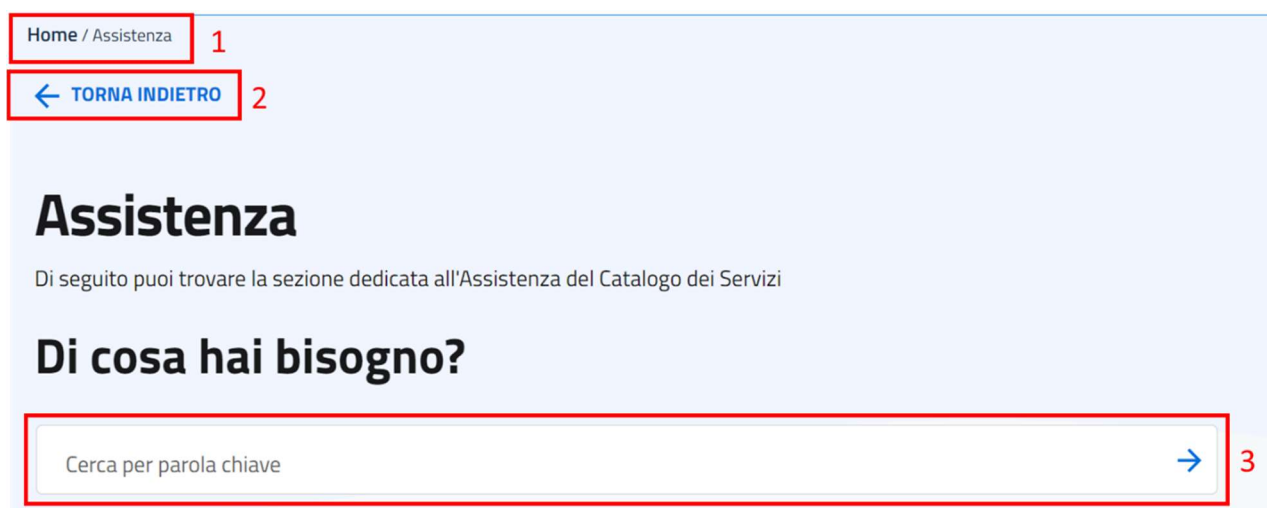 Home / Assistenza 1
TORNA INDIETRO 2
Assistenza
Di seguito puoi trovare la sezione dedicata all'Assistenza del Catalogo dei Servizi
Di cosa hai bisogno?
Cerca per parola chiave 3